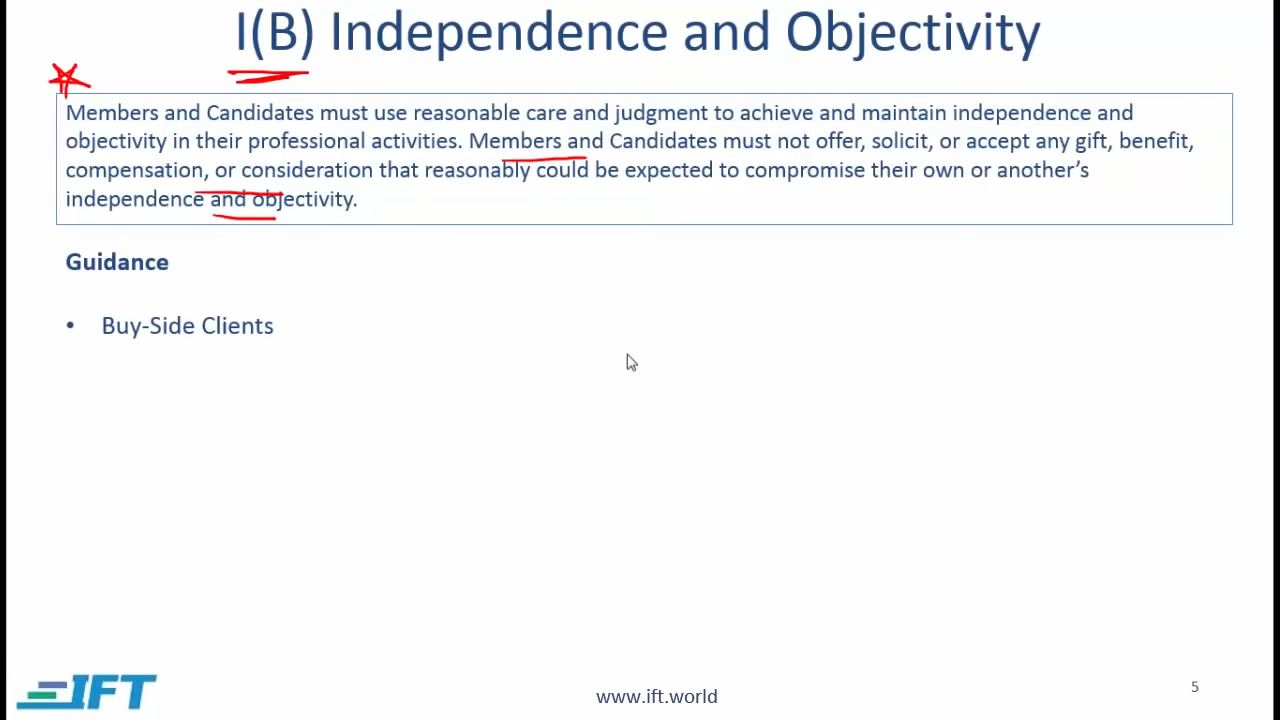 I(B) Independence and Objectivity
Members and Candidates must use reasonable care and judgment to achieve and maintain independence and
objectivity in their professional activities. Members and Candidates must not offer, solicit, or accept any gift, benefit,
compensation, or consideration that reasonably could be expected to compromise their own or another’s
independence and objectivity.
Guidance
• Buy-Side Clients
IFT
www.ift.world
5